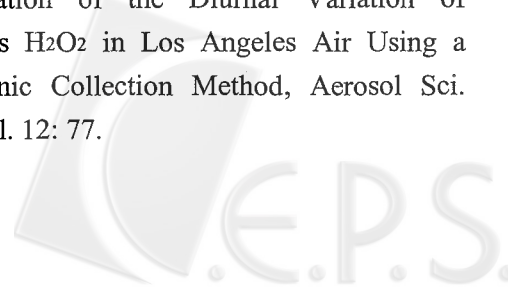 ation of the Diurnal Variation of
s H2O2 in Los Angeles Air Using a
nic Collection Method, Aerosol Sci.
l. 12: 77.
C.E.P.S